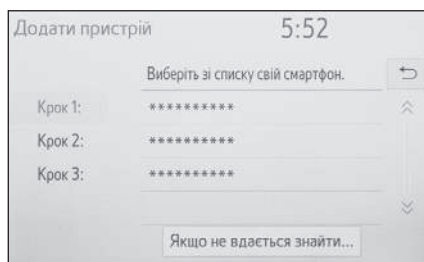 Додати пристрій 5:52
Виберіть зі списку свій смартфон.
Крок 1: **********
Крок 2: **********
Крок 3: **********
Якщо не вдається знайти...